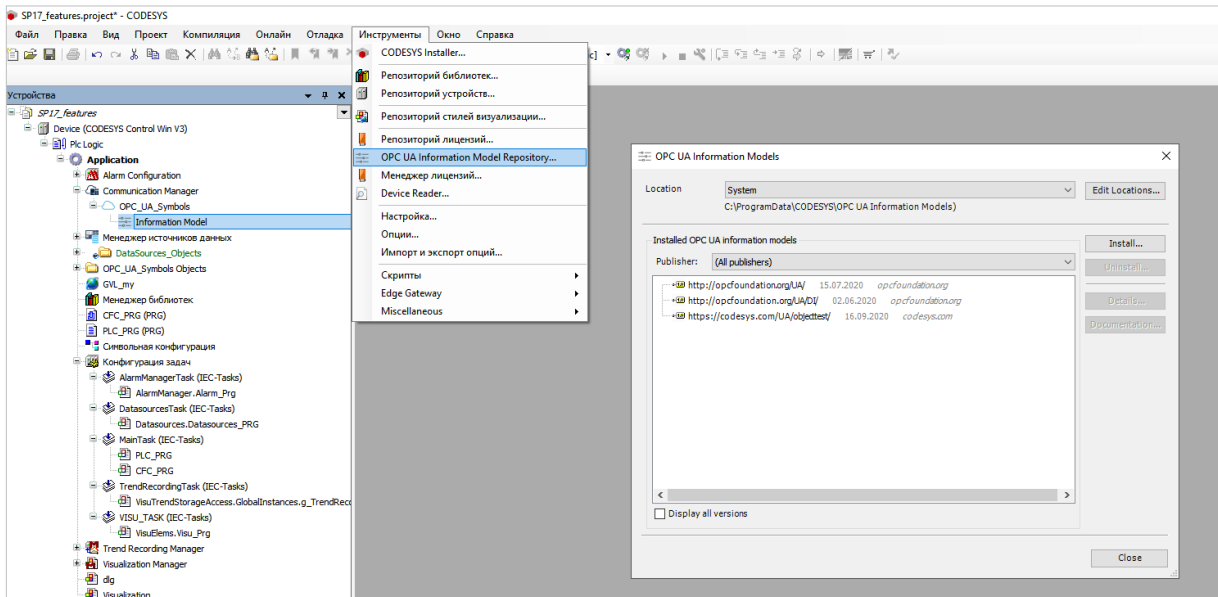 SP17_features.project* - CODESYS
Файл Правка Вид Проект Компиляция Онлайн Отладка Инструменты Окно Справка
Устройства
SP17_features
Device (CODESYS Control Win V3)
Plc Logic
Application
Alarm Configuration
Communication Manager
OPC_UA_Symbols
Information Model
Менеджер источников данных
DataSources_Objects
OPC_UA_Symbols Objects
GVL_my
Менеджер библиотек
CFC_PRG (PRG)
PLC_PRG (PRG)
Символьная конфигурация
Конфигурация задач
AlarmManagerTask (IEC-Tasks)
AlarmManager.Alarm_Prg
DatasourcesTask (IEC-Tasks)
Datasources.Datasources_PRG
MainTask (IEC-Tasks)
PLC_PRG
CFC_PRG
TrendRecordingTask (IEC-Tasks)
VisuTrendStorageAccess.GlobalInstances.g_TrendReco
VISU_TASK (IEC-Tasks)
VisuElems.Visu_Prg
Trend Recording Manager
Visualization Manager
dlg
Visualization
CODESYS Installer...
Репозиторий библиотек...
Репозиторий устройств...
Репозиторий стилей визуализации...
Репозиторий лицензий...
OPC UA Information Model Repository...
Менеджер лицензий...
Device Reader...
Настройка...
Опции...
Импорт и экспорт опций...
Скрипты
Edge Gateway
Miscellaneous
OPC UA Information Models
Location System Edit Locations...
C:\ProgramData\CODESYS\OPC UA Information Models)
Installed OPC UA information models
Install...
Publisher: (All publishers)
Uninstall...
http://opcfoundation.org/UA/ 15.07.2020 opcfoundation.org
http://opcfoundation.org/UA/DI/ 02.06.2020 opcfoundation.org
Details...
https://codesys.com/UA/objecttest/ 16.09.2020 codesys.com
Documentation...
Display all versions
Close